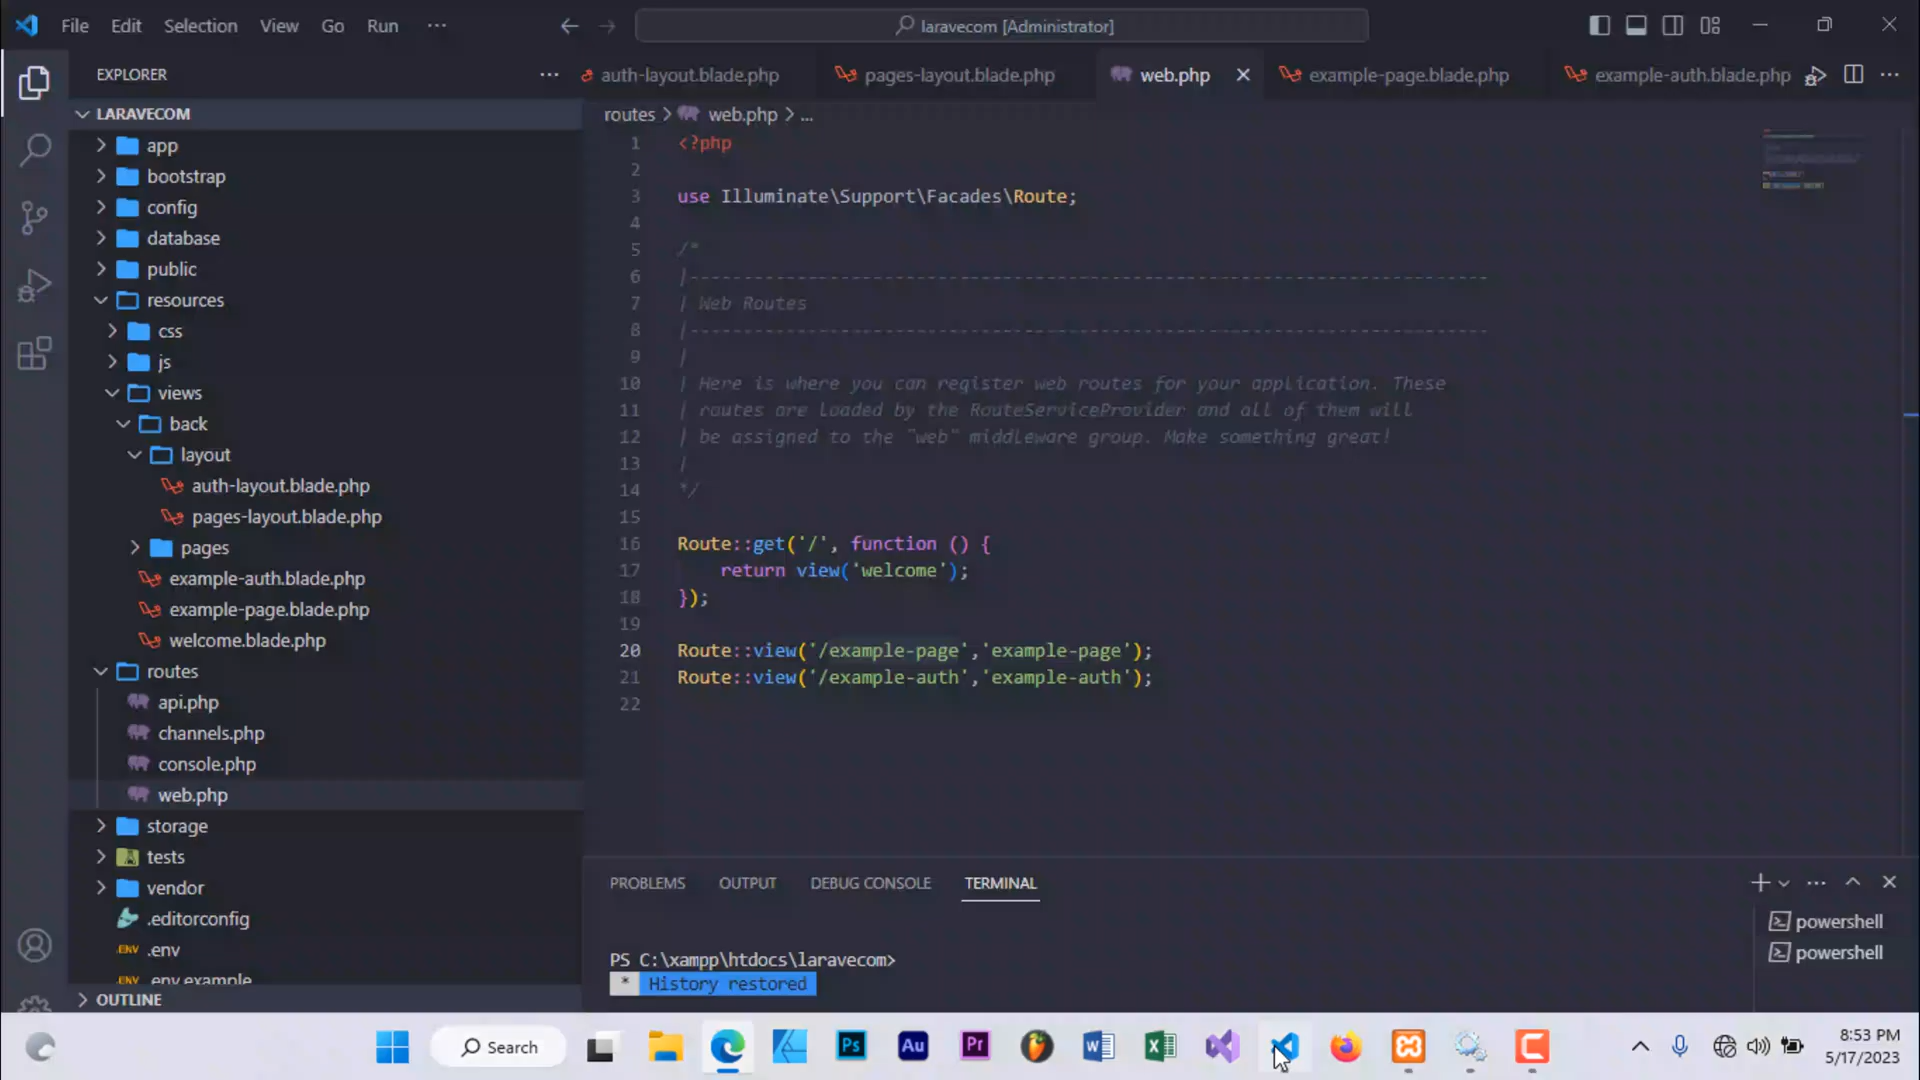 File Edit Selection View Go Run ···
laravecom [Administrator]
EXPLORER
auth-layout.blade.php
pages-layout.blade.php
web.php
example-page.blade.php
example-auth.blade.php
LARAVECOM
routes > web.php > ...
app
bootstrap
config
database
public
resources
css
js
views
back
layout
auth-layout.blade.php
pages-layout.blade.php
pages
example-auth.blade.php
example-page.blade.php
welcome.blade.php
routes
api.php
channels.php
console.php
web.php
storage
tests
vendor
.editorconfig
.env
.env.example
OUTLINE
1 <?php
2
3 use Illuminate\Support\Facades\Route;
4
5 /*
6 |--------------------------------------------------------------------------
7 | Web Routes
8 |--------------------------------------------------------------------------
9 |
10 | Here is where you can register web routes for your application. These
11 | routes are loaded by the RouteServiceProvider and all of them will
12 | be assigned to the "web" middleware group. Make something great!
13 |
14 */
15
16 Route::get('/', function () {
17     return view('welcome');
18 });
19
20 Route::view('/example-page','example-page');
21 Route::view('/example-auth','example-auth');
22
PROBLEMS OUTPUT DEBUG CONSOLE TERMINAL
PS C:\xampp\htdocs\laravecom>
* History restored
powershell
powershell
Search
Ps
Au
Pr
8:53 PM
5/17/2023